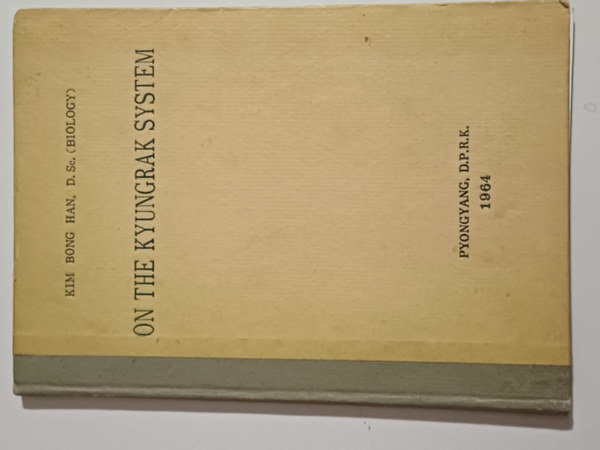 KIM BONG HAN, D. Sc. (BIOLOGY)
ON THE KYUNGRAK SYSTEM
PYONGYANG, D.P.R.K.
1964